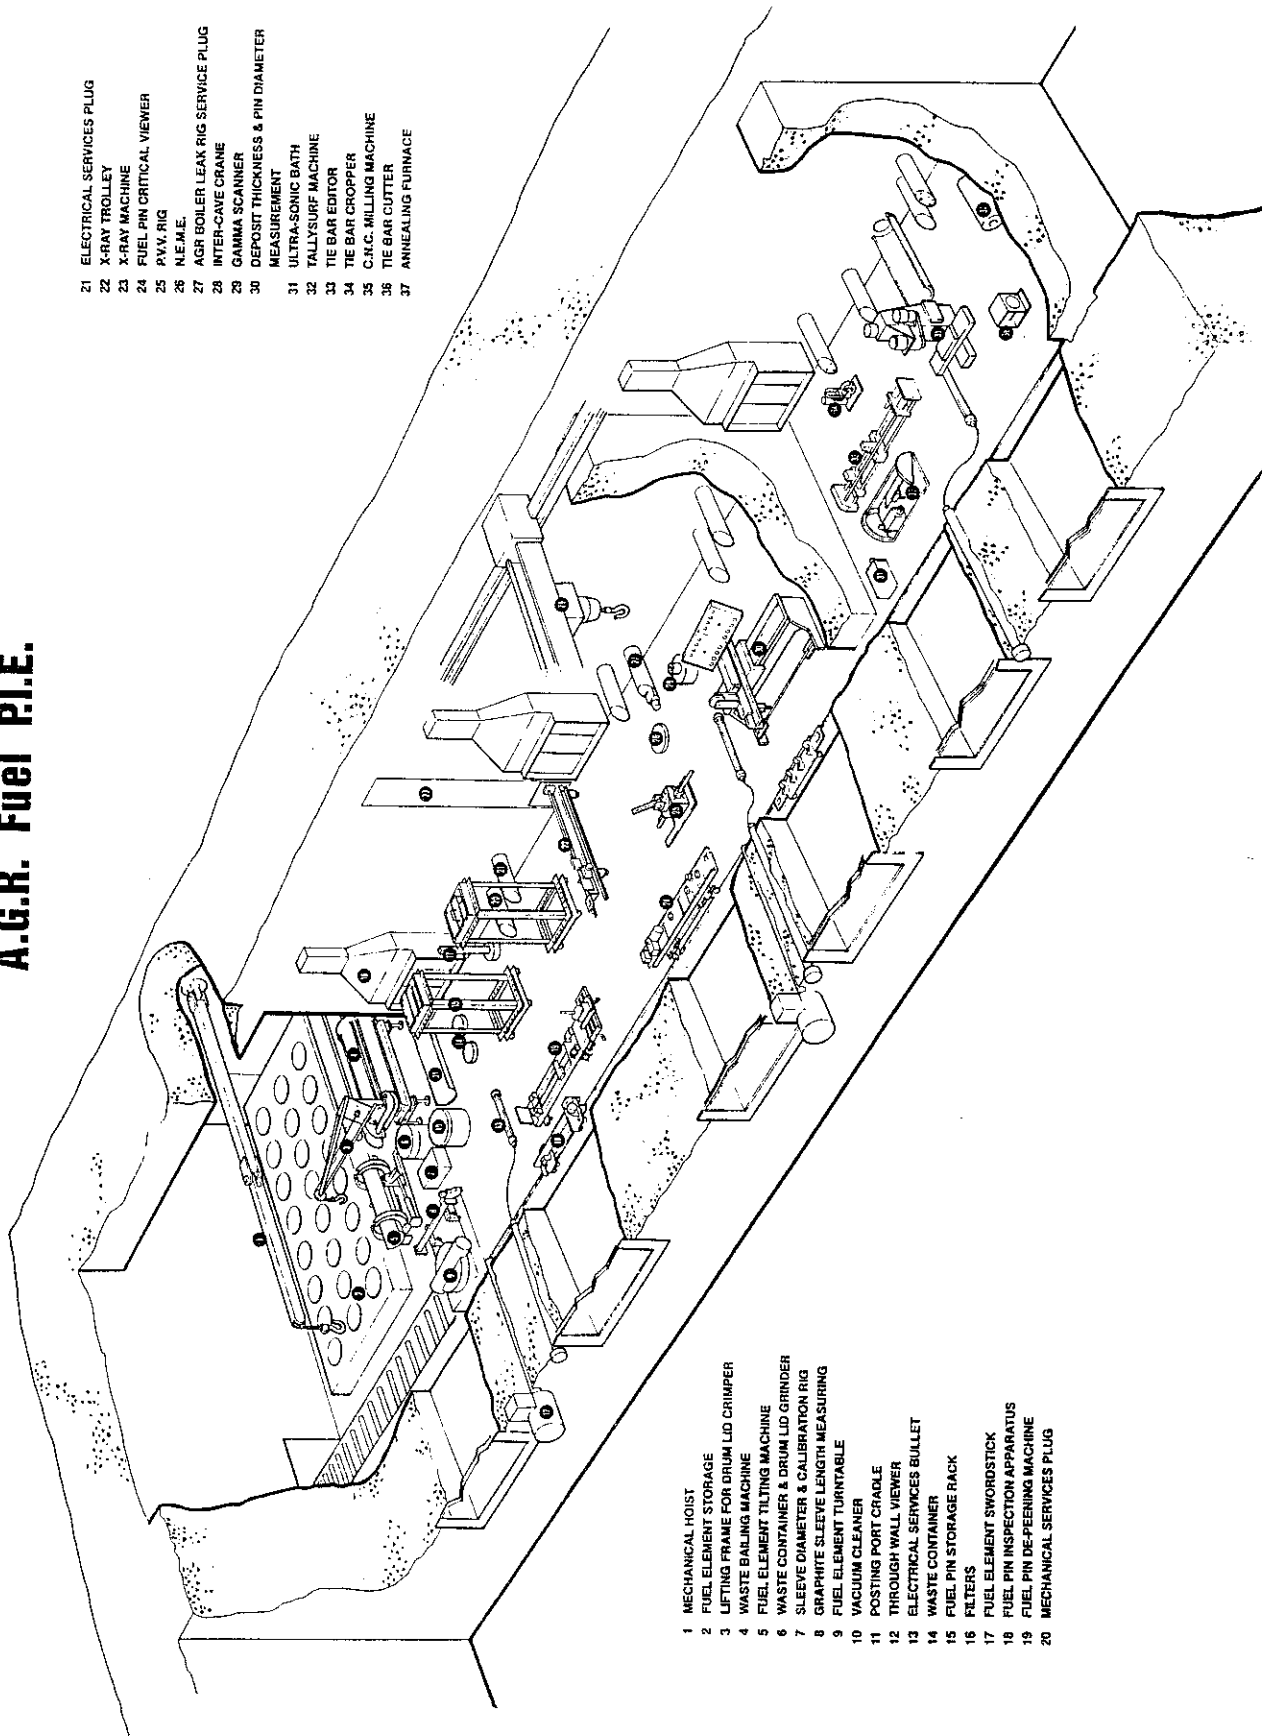 A.G.R. Fuel P.I.E.
1 MECHANICAL HOIST
2 FUEL ELEMENT STORAGE
3 LIFTING FRAME FOR DRUM LID CRIMPER
4 WASTE BAILING MACHINE
5 FUEL ELEMENT TILTING MACHINE
6 WASTE CONTAINER & DRUM LID GRINDER
7 SLEEVE DIAMETER & CALIBRATION RIG
8 GRAPHITE SLEEVE LENGTH MEASURING
9 FUEL ELEMENT TURNTABLE
10 VACUUM CLEANER
11 POSTING PORT CRADLE
12 THROUGH WALL VIEWER
13 ELECTRICAL SERVICES BULLET
14 WASTE CONTAINER
15 FUEL PIN STORAGE RACK
16 FILTERS
17 FUEL ELEMENT SWORDSTICK
18 FUEL PIN INSPECTION APPARATUS
19 FUEL PIN DE-PEENING MACHINE
20 MECHANICAL SERVICES PLUG
21 ELECTRICAL SERVICES PLUG
22 X-RAY TROLLEY
23 X-RAY MACHINE
24 FUEL PIN CRITICAL VIEWER
25 P.V.V. RIG
26 N.E.M.E.
27 AGR BOILER LEAK RIG SERVICE PLUG
28 INTER-CAVE CRANE
29 GAMMA SCANNER
30 DEPOSIT THICKNESS & PIN DIAMETER
MEASUREMENT
31 ULTRA-SONIC BATH
32 TALLYSURF MACHINE
33 TIE BAR EDITOR
34 TIE BAR CROPPER
35 C.N.C. MILLING MACHINE
36 TIE BAR CUTTER
37 ANNEALING FURNACE